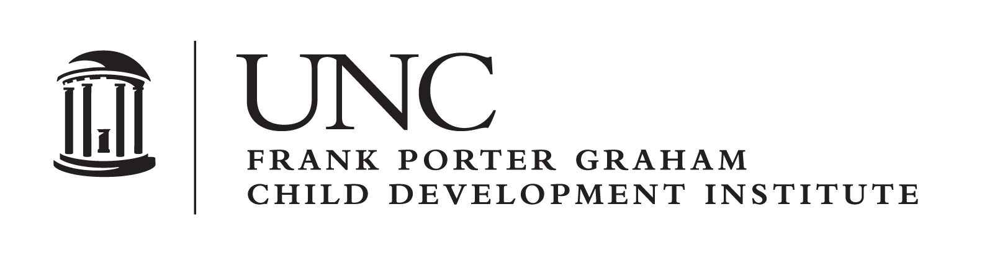 UNC
FRANK PORTER GRAHAM
CHILD DEVELOPMENT INSTITUTE